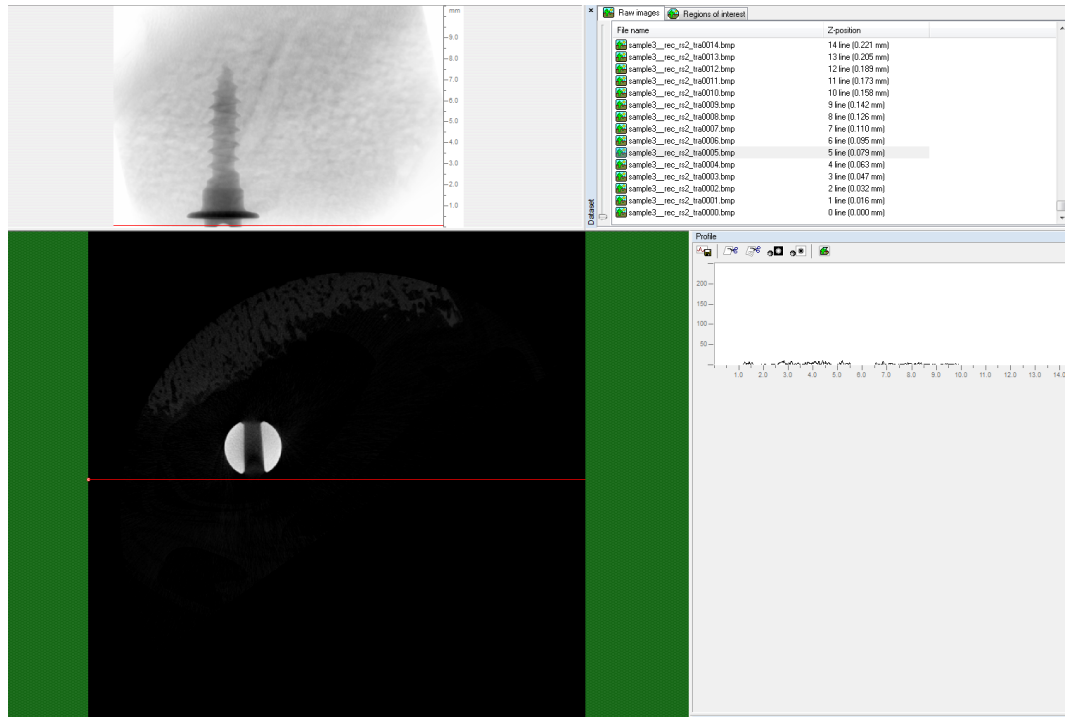 mm
9.0
8.0
7.0
6.0
5.0
4.0
3.0
2.0
1.0
Dataset
Raw images Regions of interest
File name Z-position
sample3__rec_rs2_tra0014.bmp 14 line (0.221 mm)
sample3__rec_rs2_tra0013.bmp 13 line (0.205 mm)
sample3__rec_rs2_tra0012.bmp 12 line (0.189 mm)
sample3__rec_rs2_tra0011.bmp 11 line (0.173 mm)
sample3__rec_rs2_tra0010.bmp 10 line (0.158 mm)
sample3__rec_rs2_tra0009.bmp 9 line (0.142 mm)
sample3__rec_rs2_tra0008.bmp 8 line (0.126 mm)
sample3__rec_rs2_tra0007.bmp 7 line (0.110 mm)
sample3__rec_rs2_tra0006.bmp 6 line (0.095 mm)
sample3__rec_rs2_tra0005.bmp 5 line (0.079 mm)
sample3__rec_rs2_tra0004.bmp 4 line (0.063 mm)
sample3__rec_rs2_tra0003.bmp 3 line (0.047 mm)
sample3__rec_rs2_tra0002.bmp 2 line (0.032 mm)
sample3__rec_rs2_tra0001.bmp 1 line (0.016 mm)
sample3__rec_rs2_tra0000.bmp 0 line (0.000 mm)
Profile
200
150
100
50
1.0 2.0 3.0 4.0 5.0 6.0 7.0 8.0 9.0 10.0 11.0 12.0 13.0 14.0